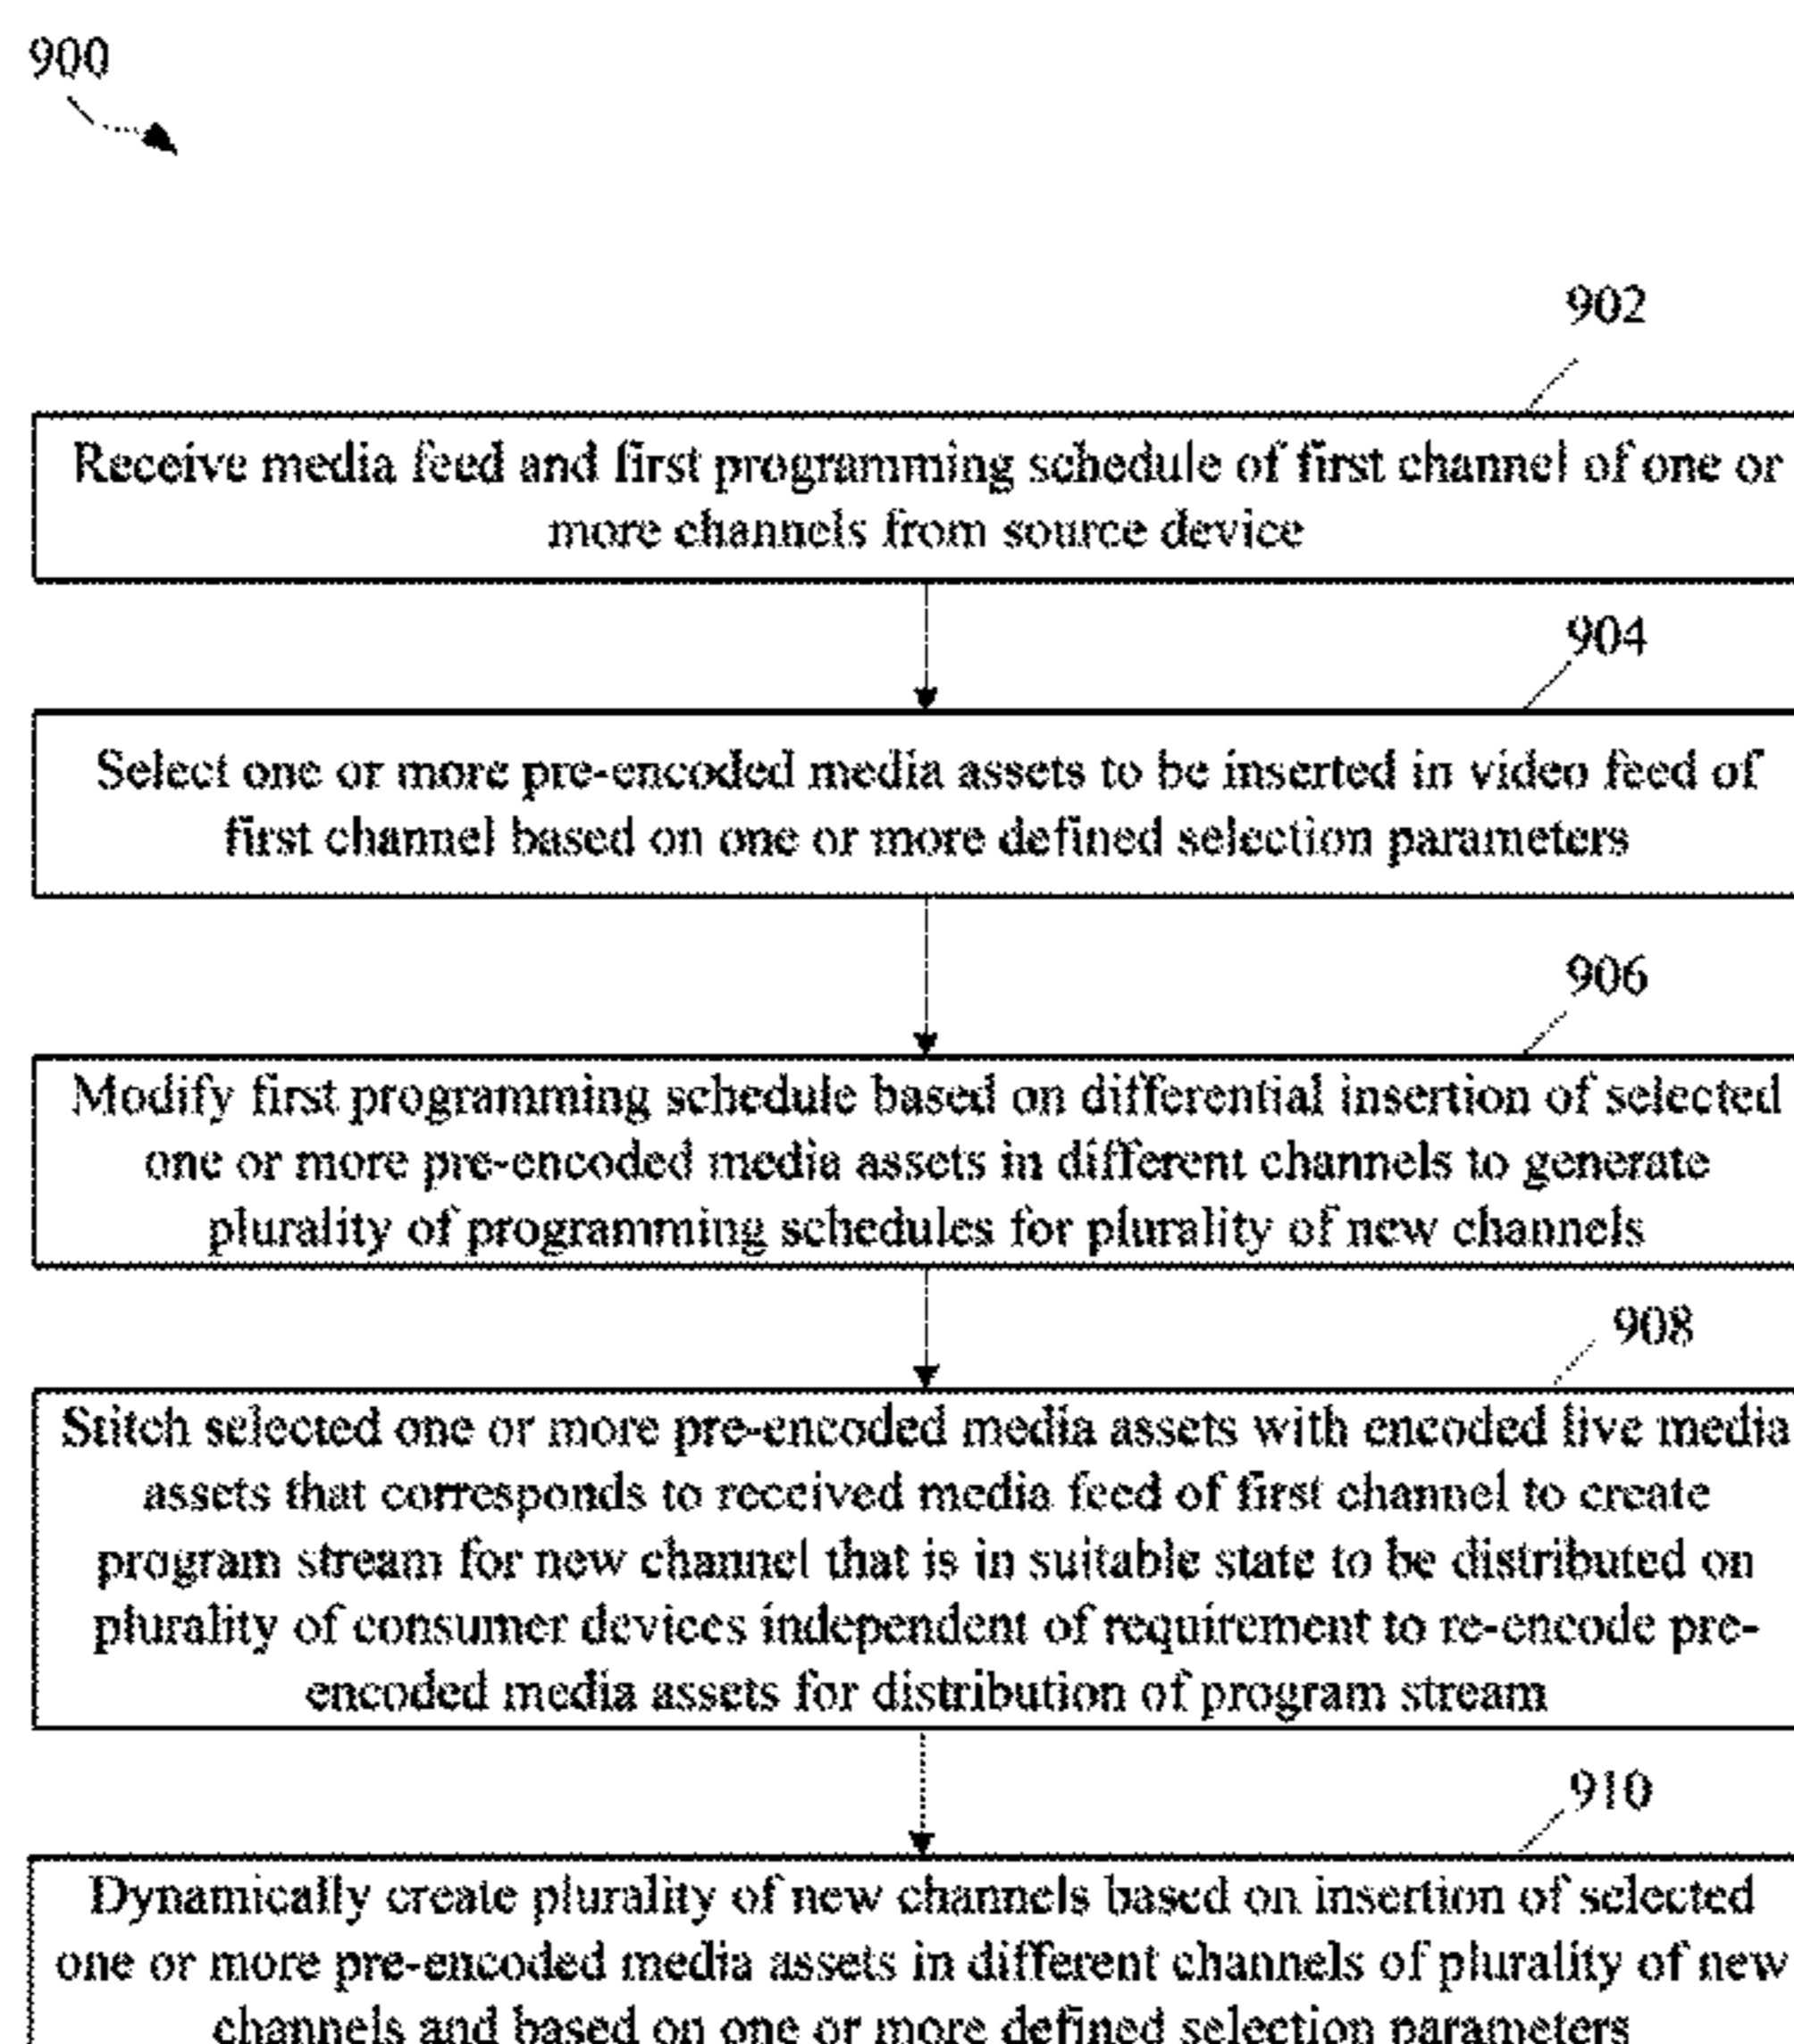 900
902
Receive media feed and first programming schedule of first channel of one or
more channels from source device
904
Select one or more pre-encoded media assets to be inserted in video feed of
first channel based on one or more defined selection parameters
906
Modify first programming schedule based on differential insertion of selected
one or more pre-encoded media assets in different channels to generate
plurality of programming schedules for plurality of new channels
908
Stitch selected one or more pre-encoded media assets with encoded live media
assets that corresponds to received media feed of first channel to create
program stream for new channel that is in suitable state to be distributed on
plurality of consumer devices independent of requirement to re-encode pre-
encoded media assets for distribution of program stream
910
Dynamically create plurality of new channels based on insertion of selected
one or more pre-encoded media assets in different channels of plurality of new
channels and based on one or more defined selection parameters